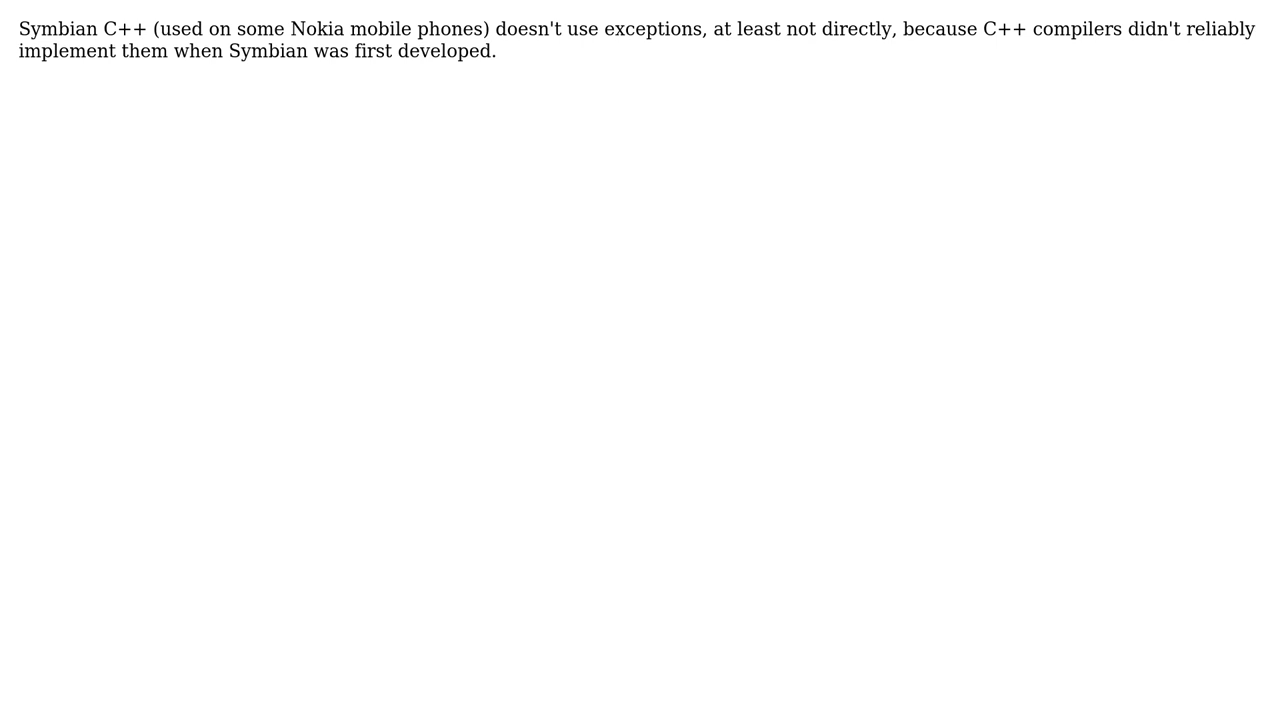 Symbian C++ (used on some Nokia mobile phones) doesn't use exceptions, at least not directly, because C++ compilers didn't reliably
implement them when Symbian was first developed.